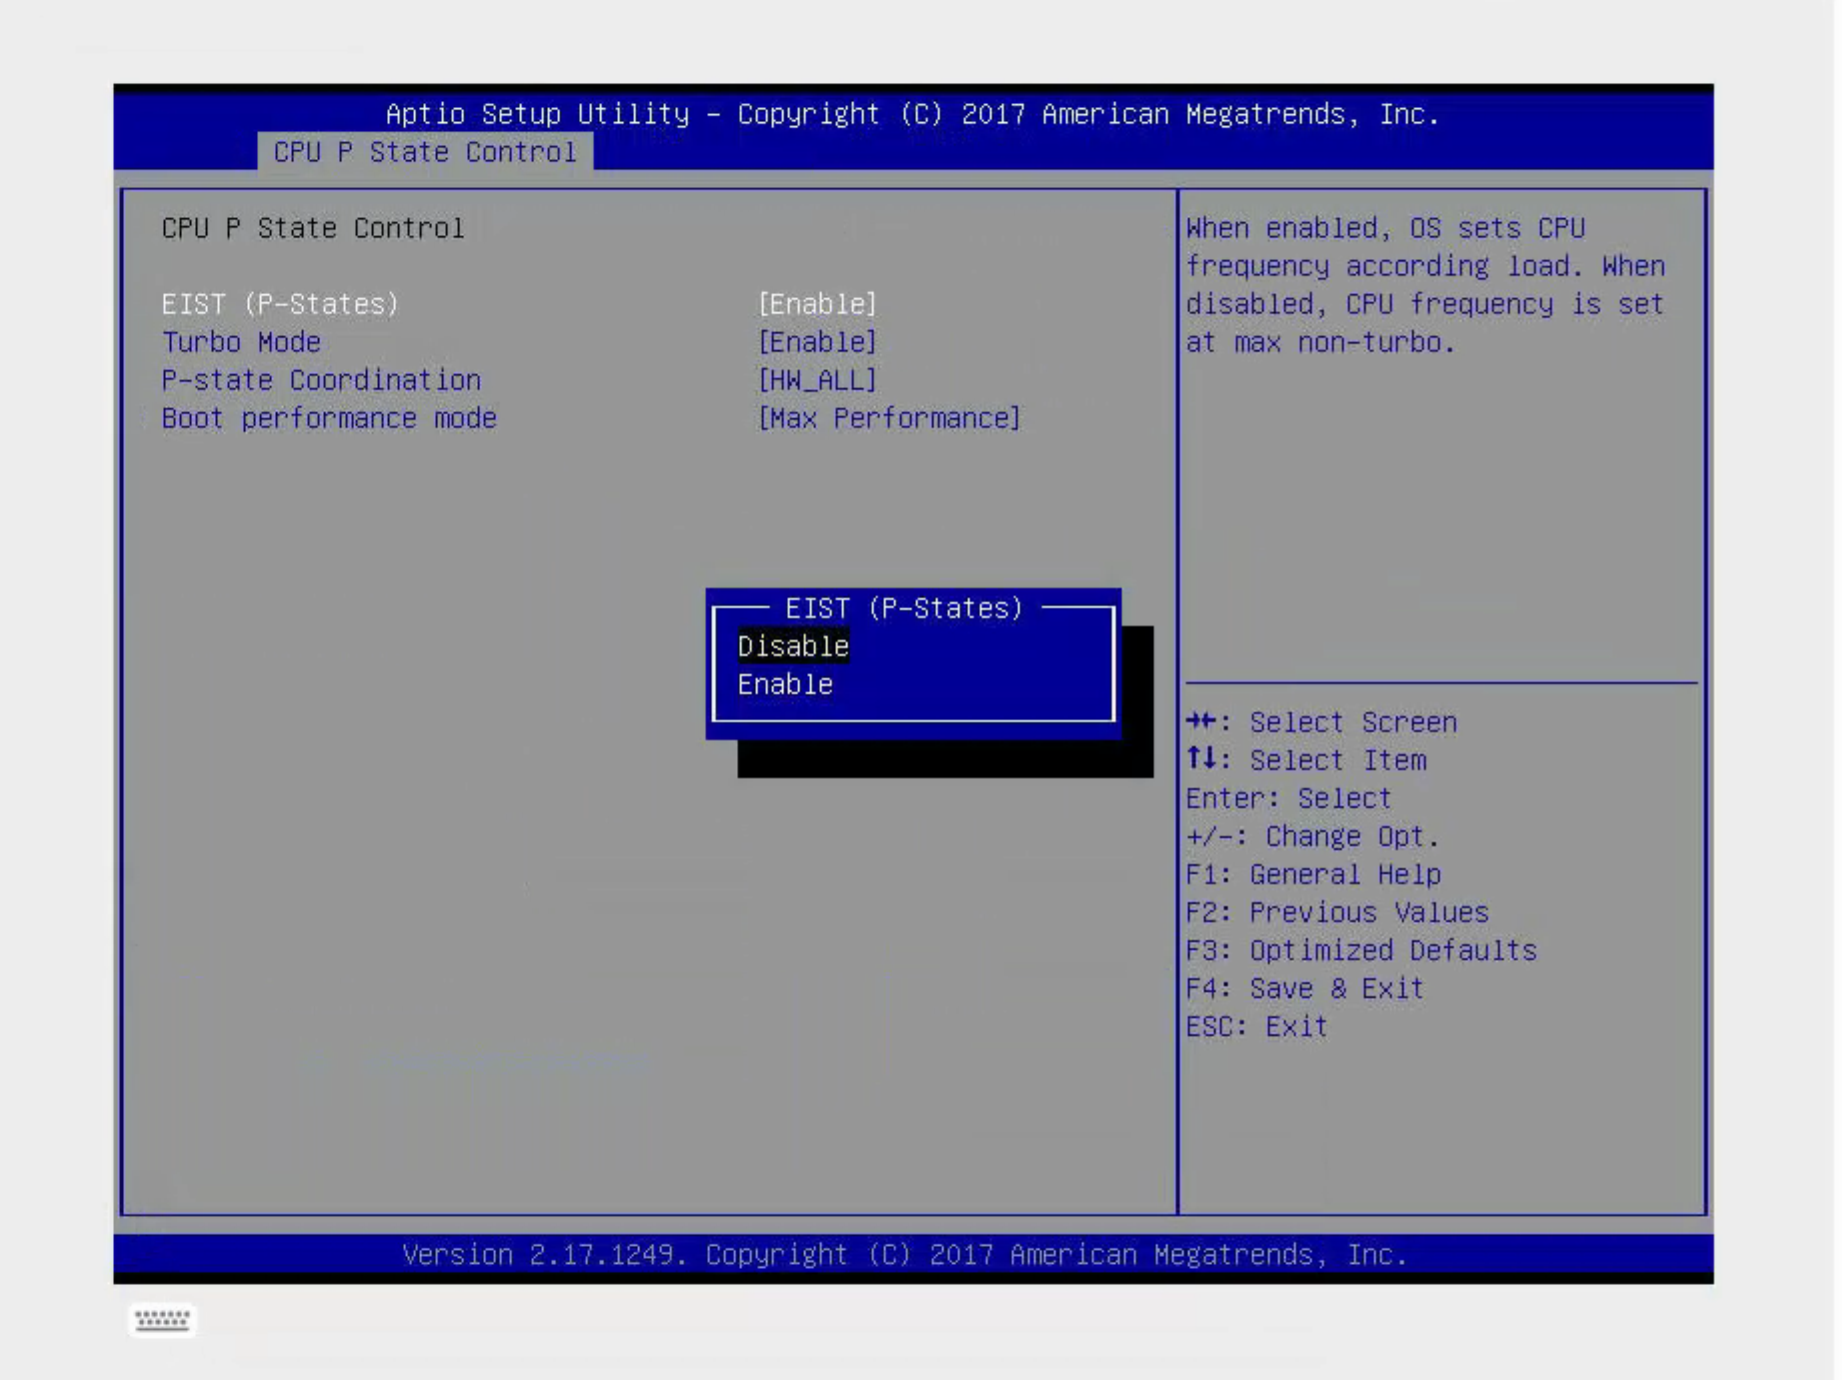 Aptio Setup Utility - Copyright (C) 2017 American Megatrends, Inc.
CPU P State Control
CPU P State Control
EIST (P-States) [Enable]
Turbo Mode [Enable]
P-state Coordination [HW_ALL]
Boot performance mode [Max Performance]
When enabled, OS sets CPU
frequency according load. When
disabled, CPU frequency is set
at max non-turbo.
EIST (P-States)
Disable
Enable
→←: Select Screen
↑↓: Select Item
Enter: Select
+/-: Change Opt.
F1: General Help
F2: Previous Values
F3: Optimized Defaults
F4: Save & Exit
ESC: Exit
Version 2.17.1249. Copyright (C) 2017 American Megatrends, Inc.